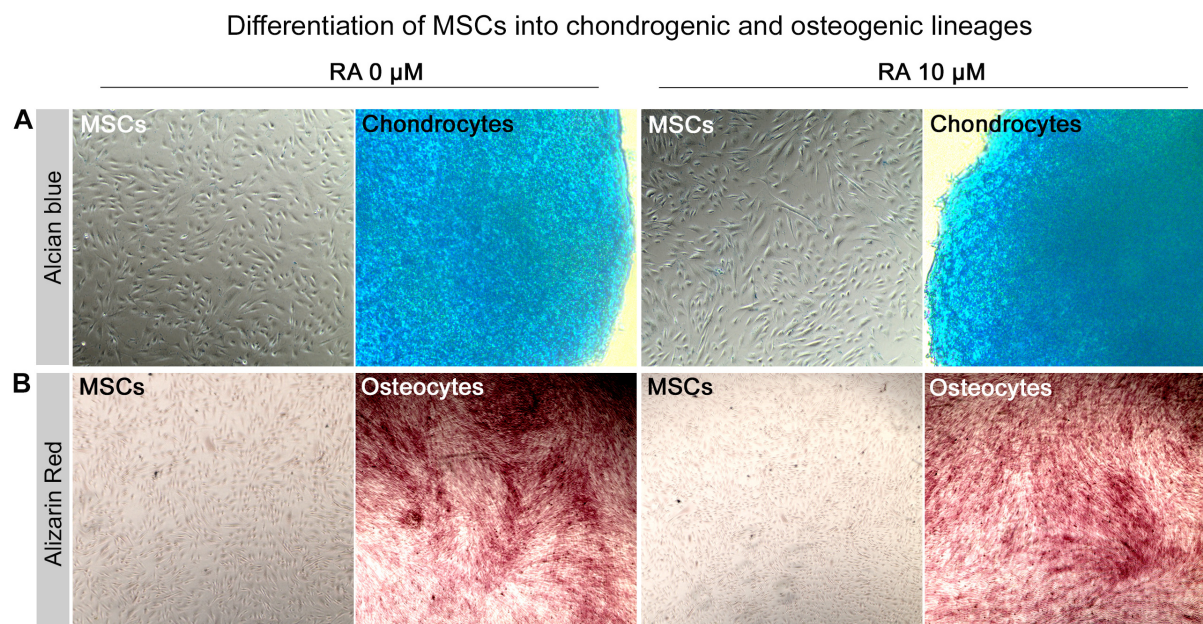 Differentiation of MSCs into chondrogenic and osteogenic lineages
RA 0 µM
RA 10 µM
A
Alcian blue
MSCs
Chondrocytes
MSCs
Chondrocytes
B
Alizarin Red
MSCs
Osteocytes
MSCs
Osteocytes